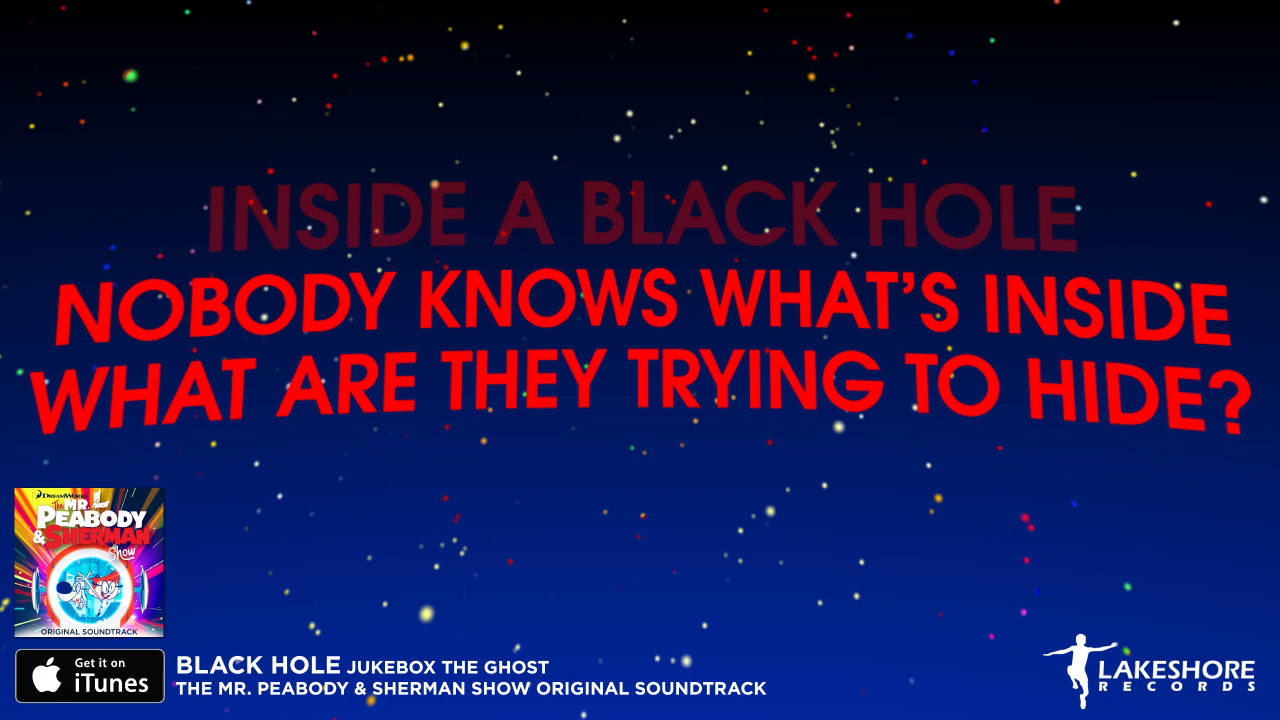 INSIDE A BLACK HOLE
NOBODY KNOWS WHAT'S INSIDE
WHAT ARE THEY TRYING TO HIDE?
DREAMWORKS
The
MR.
PEABODY
& SHERMAN
Show
ORIGINAL SOUNDTRACK
Get it on
iTunes
BLACK HOLE JUKEBOX THE GHOST
THE MR. PEABODY & SHERMAN SHOW ORIGINAL SOUNDTRACK
LAKESHORE
RECORDS